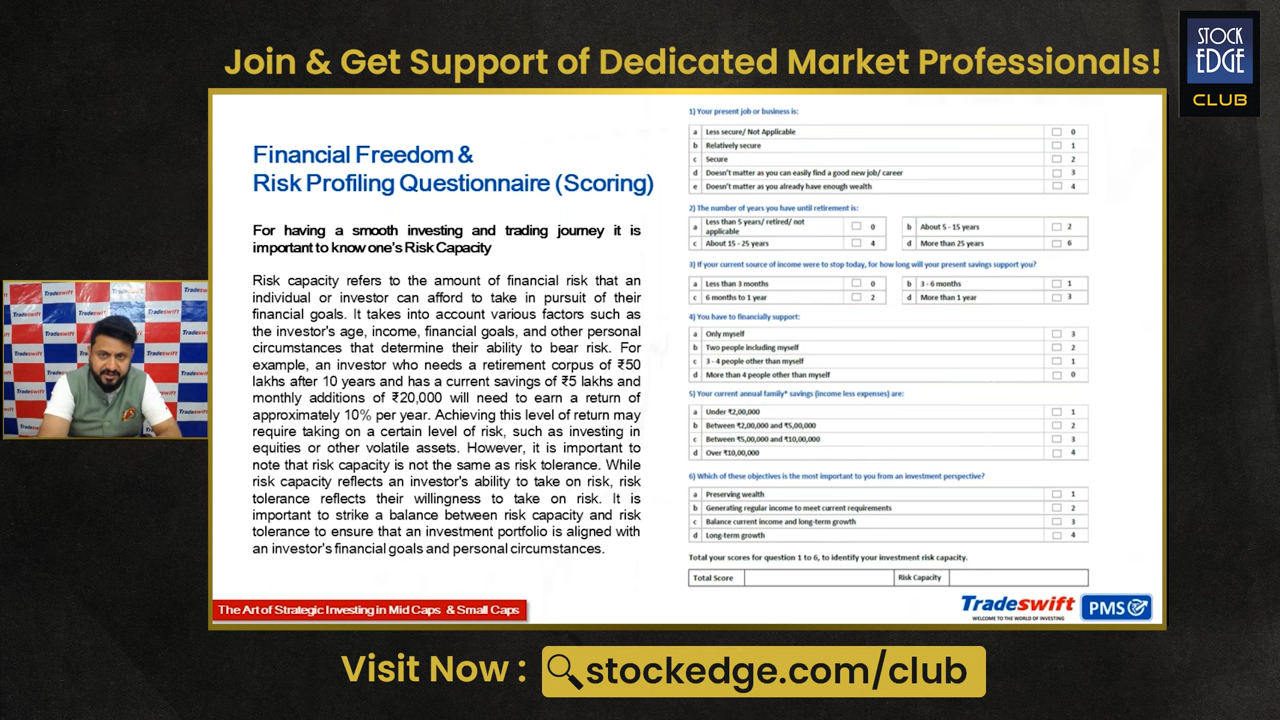 Join & Get Support of Dedicated Market Professionals!
STOCK
EDGE
CLUB
Financial Freedom &
Risk Profiling Questionnaire (Scoring)
For having a smooth investing and trading journey it is
important to know one's Risk Capacity
Risk capacity refers to the amount of financial risk that an
individual or investor can afford to take in pursuit of their
financial goals. It takes into account various factors such as
the investor's age, income, financial goals, and other personal
circumstances that determine their ability to bear risk. For
example, an investor who needs a retirement corpus of ₹50
lakhs after 10 years and has a current savings of ₹5 lakhs and
monthly additions of ₹20,000 will need to earn a return of
approximately 10% per year. Achieving this level of return may
require taking on a certain level of risk, such as investing in
equities or other volatile assets. However, it is important to
note that risk capacity is not the same as risk tolerance. While
risk capacity reflects an investor's ability to take on risk, risk
tolerance reflects their willingness to take on risk. It is
important to strike a balance between risk capacity and risk
tolerance to ensure that an investment portfolio is aligned with
an investor's financial goals and personal circumstances.
1) Your present job or business is:
a Less secure/ Not Applicable 0
b Relatively secure 1
c Secure 2
d Doesn't matter as you can easily find a good new job/ career 3
e Doesn't matter as you already have enough wealth 4
2) The number of years you have until retirement is:
a Less than 5 years/ retired/ not applicable 0
b About 5 - 15 years 2
c About 15 - 25 years 4
d More than 25 years 6
3) If your current source of income were to stop today, for how long will your present savings support you?
a Less than 3 months 0
b 3 - 6 months 1
c 6 months to 1 year 2
d More than 1 year 3
4) You have to financially support:
a Only myself 3
b Two people including myself 2
c 3 - 4 people other than myself 1
d More than 4 people other than myself 0
5) Your current annual family* savings (income less expenses) are:
a Under ₹2,00,000 1
b Between ₹2,00,000 and ₹5,00,000 2
c Between ₹5,00,000 and ₹10,00,000 3
d Over ₹10,00,000 4
6) Which of these objectives is the most important to you from an investment perspective?
a Preserving wealth 1
b Generating regular income to meet current requirements 2
c Balance current income and long-term growth 3
d Long-term growth 4
Total your scores for question 1 to 6, to identify your investment risk capacity.
Total Score Risk Capacity
The Art of Strategic Investing in Mid Caps & Small Caps
Tradeswift
WELCOME TO THE WORLD OF INVESTING
PMS
Tradeswift
Visit Now :
stockedge.com/club